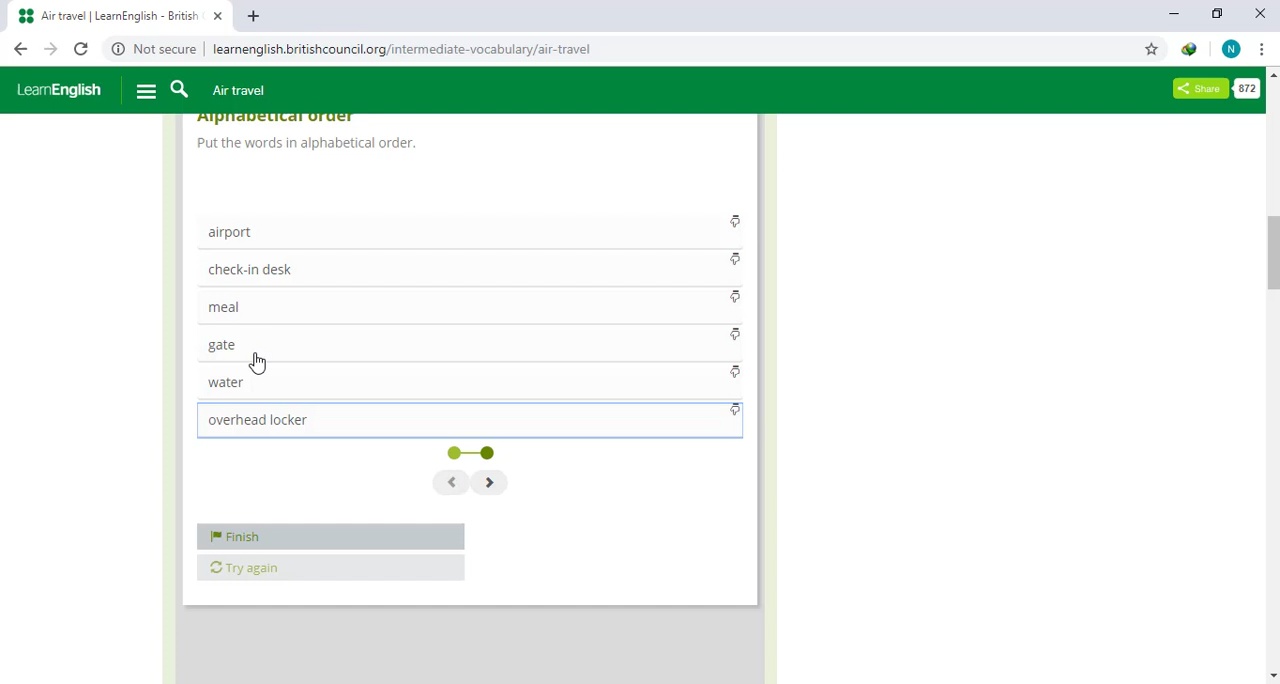 Air travel | LearnEnglish - British C
Not secure
learnenglish.britishcouncil.org/intermediate-vocabulary/air-travel
N
LearnEnglish
Air travel
Share
872
Alphabetical order
Put the words in alphabetical order.
airport
check-in desk
meal
gate
water
overhead locker
Finish
Try again